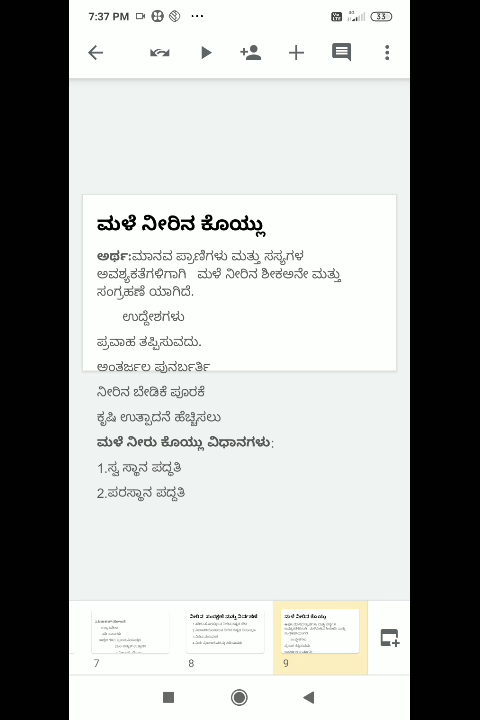 7:37 PM
33
ಮಳೆ ನೀರಿನ ಕೊಯ್ಲು
ಅರ್ಥ:ಮಾನವ ಪ್ರಾಣಿಗಳು ಮತ್ತು ಸಸ್ಯಗಳ
ಅವಶ್ಯಕತೆಗಳಿಗಾಗಿ ಮಳೆ ನೀರಿನ ಶೀಕಅನೇ ಮತ್ತು
ಸಂಗ್ರಹಣೆ ಯಾಗಿದೆ.
ಉದ್ದೇಶಗಳು
ಪ್ರವಾಹ ತಪ್ಪಿಸುವದು.
ಅಂತರ್ಜಲ ಪುನರ್ಬರ್ತಿ
ನೀರಿನ ಬೇಡಿಕೆ ಪೂರಕೆ
ಕೃಷಿ ಉತ್ಪಾದನೆ ಹೆಚ್ಚಿಸಲು
ಮಳೆ ನೀರು ಕೊಯ್ಲು ವಿಧಾನಗಳು:
1.ಸ್ವ ಸ್ಥಾನ ಪದ್ಧತಿ
2.ಪರಸ್ಥಾನ ಪದ್ದತಿ
ಮಳೆ ನೀರಿನ ಕೊಯ್ಲು
7
8
9